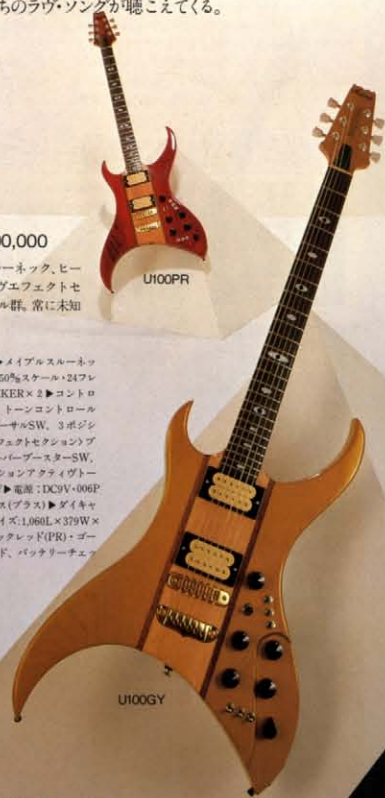 ちのラヴ・ソングが聴こえてくる。
00,000
ーネック、ヒー
ヴエフェクトセ
ル群。常に未知
U100PR
▶メイプルスルーネッ
50%スケール・24フレ
KER×2▶コントロ
トーンコントロール
ーサルSW、3ポジシ
フェクトセクション〉ブ
ーパーブースターSW、
ションアクティヴトー
▶電源：DC9V・006P
ス(プラス)▶ダイキャ
イズ：1,060L×379W×
ックレッド(PR)・ゴー
ド、バッテリーチェッ
U100GY